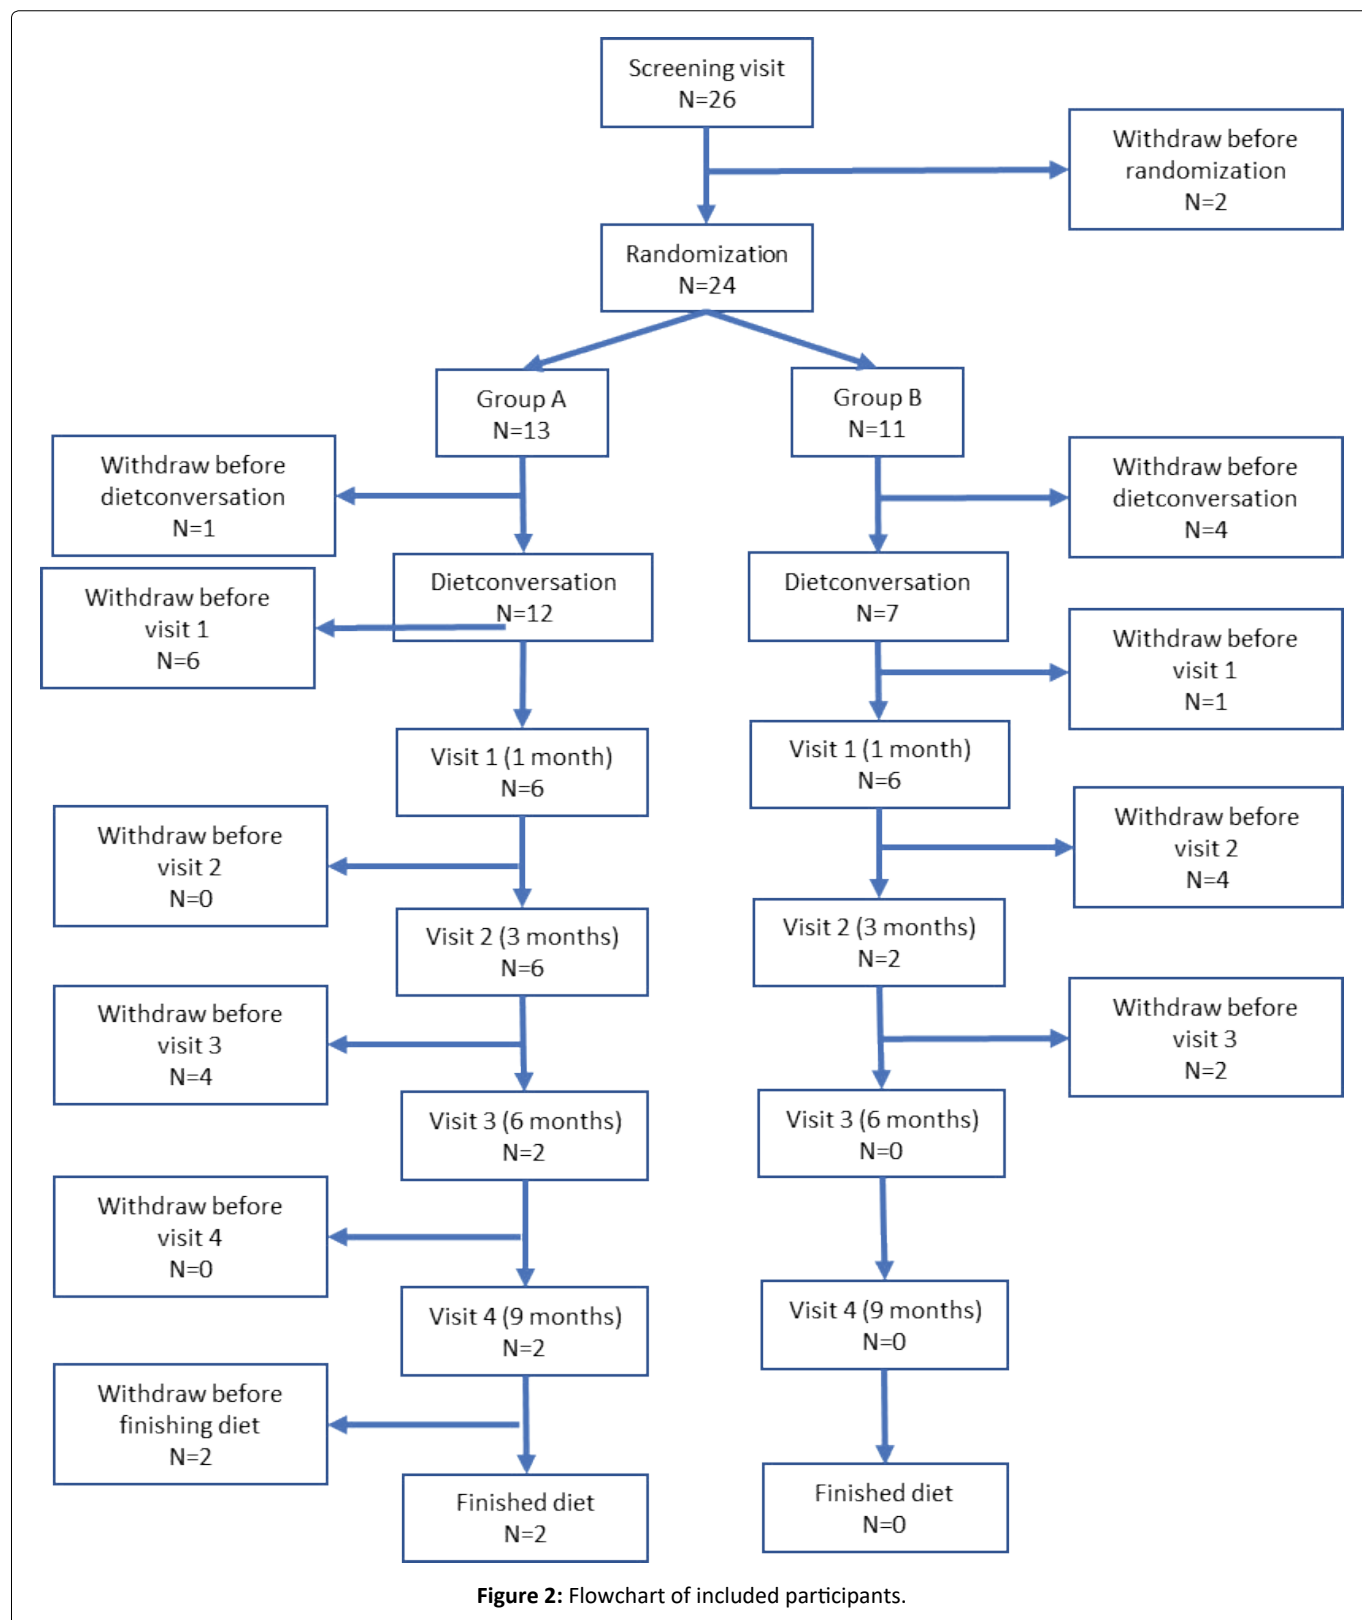 Screening visit
N=26
Withdraw before
randomization
N=2
Randomization
N=24
Group A
N=13
Group B
N=11
Withdraw before
dietconversation
N=1
Withdraw before
dietconversation
N=4
Dietconversation
N=12
Dietconversation
N=7
Withdraw before
visit 1
N=6
Withdraw before
visit 1
N=1
Visit 1 (1 month)
N=6
Visit 1 (1 month)
N=6
Withdraw before
visit 2
N=0
Withdraw before
visit 2
N=4
Visit 2 (3 months)
N=6
Visit 2 (3 months)
N=2
Withdraw before
visit 3
N=4
Withdraw before
visit 3
N=2
Visit 3 (6 months)
N=2
Visit 3 (6 months)
N=0
Withdraw before
visit 4
N=0
Visit 4 (9 months)
N=2
Visit 4 (9 months)
N=0
Withdraw before
finishing diet
N=2
Finished diet
N=2
Finished diet
N=0
Figure 2: Flowchart of included participants.